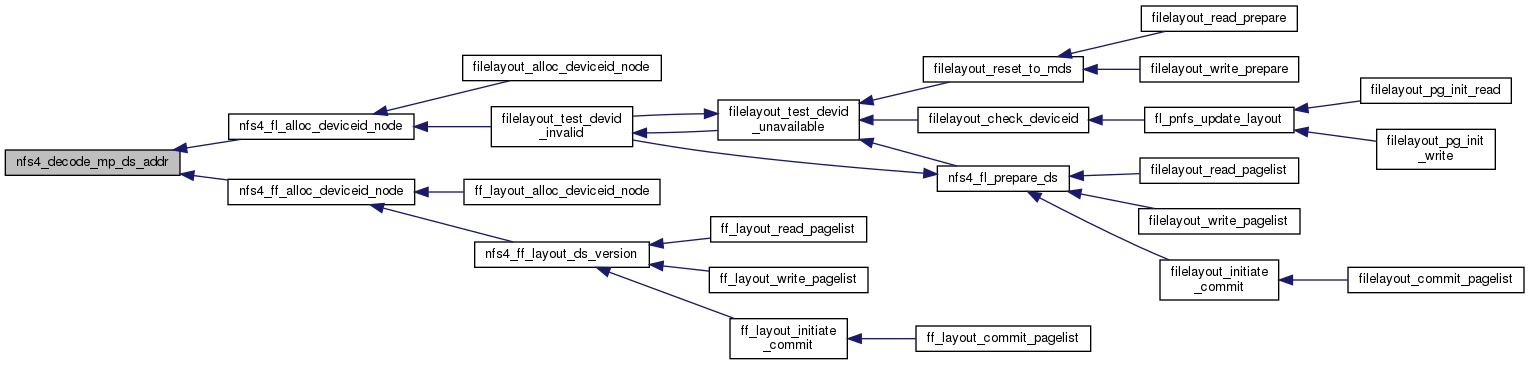 filelayout_read_prepare
filelayout_alloc_deviceid_node
filelayout_reset_to_mds
filelayout_write_prepare
filelayout_pg_init_read
nfs4_fl_alloc_deviceid_node
filelayout_test_devid
_invalid
filelayout_test_devid
_unavailable
filelayout_check_deviceid
fl_pnfs_update_layout
filelayout_pg_init
_write
nfs4_decode_mp_ds_addr
nfs4_fl_prepare_ds
filelayout_read_pagelist
nfs4_ff_alloc_deviceid_node
ff_layout_alloc_deviceid_node
filelayout_write_pagelist
ff_layout_read_pagelist
nfs4_ff_layout_ds_version
ff_layout_write_pagelist
filelayout_initiate
_commit
filelayout_commit_pagelist
ff_layout_initiate
_commit
ff_layout_commit_pagelist